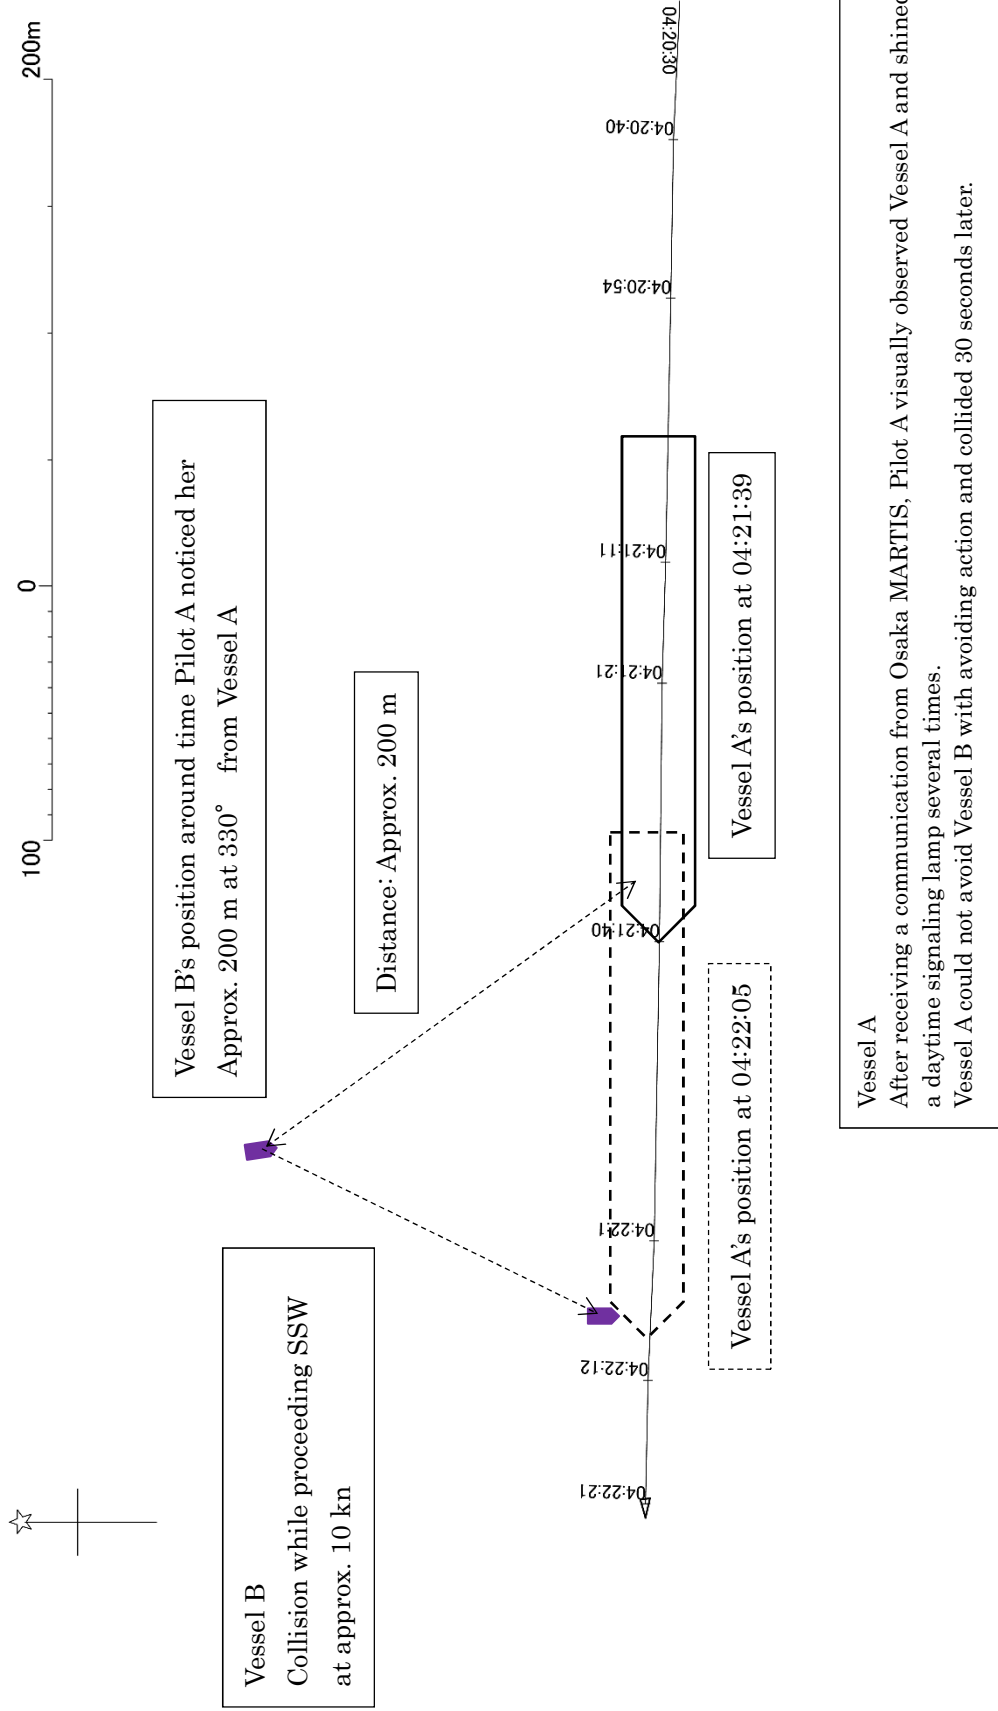 200m
0
100
Vessel B's position around time Pilot A noticed her
Approx. 200 m at 330° from Vessel A
Distance: Approx. 200 m
Vessel B
Collision while proceeding SSW
at approx. 10 kn
04:20:30
04:20:40
04:20:54
04:21:11
04:21:21
04:21:40
04:22:1
04:22:12
04:22:21
Vessel A's position at 04:21:39
Vessel A's position at 04:22:05
Vessel A
After receiving a communication from Osaka MARTIS, Pilot A visually observed Vessel A and shined
a daytime signaling lamp several times.
Vessel A could not avoid Vessel B with avoiding action and collided 30 seconds later.